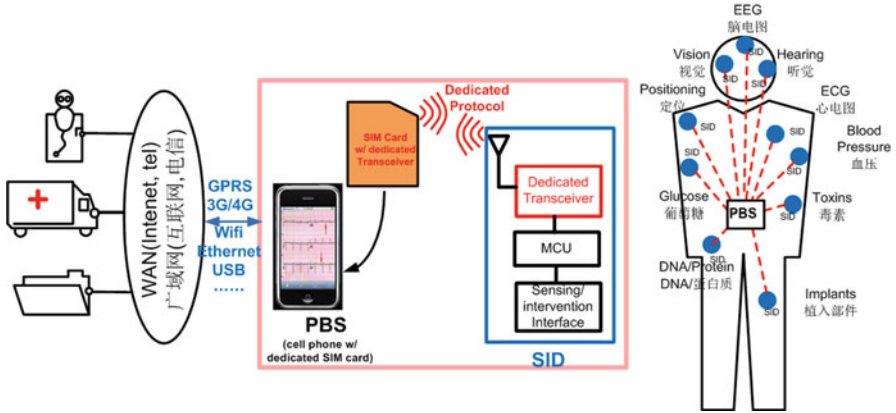 WAN(Intenet, tel)
广域网(互联网,电信)
GPRS
3G/4G
Wifi
Ethernet
USB
......
SIM Card
w/ dedicated
Transceiver
Dedicated
Protocol
PBS
(cell phone w/
dedicated SIM card)
Dedicated
Transceiver
MCU
Sensing/
intervention
Interface
SID
EEG
脑电图
SID
Vision
视觉
SID
Hearing
听觉
SID
Positioning
定位
SID
ECG
心电图
SID
Blood
Pressure
血压
SID
Glucose
葡萄糖
SID
PBS
Toxins
毒素
SID
DNA/Protein
DNA/蛋白质
SID
Implants
植入部件
SID